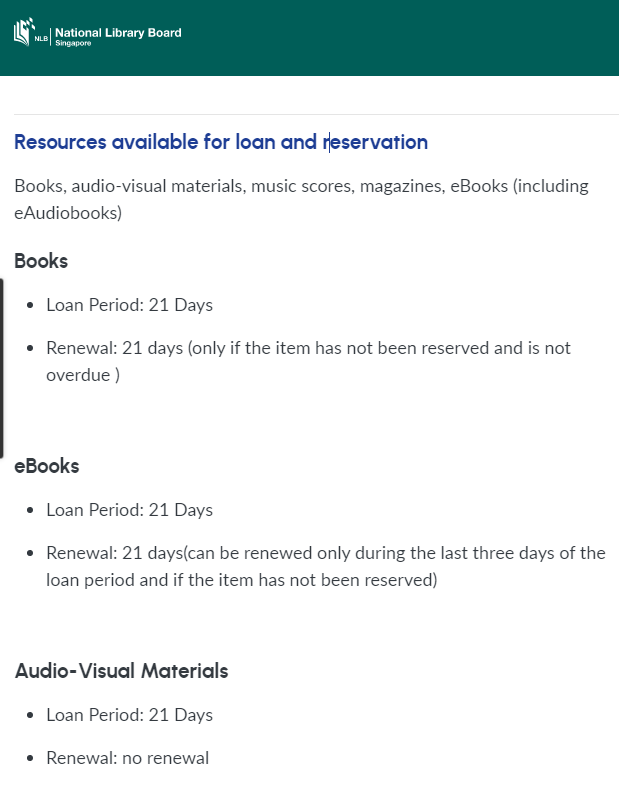 NLB National Library Board
Singapore
Resources available for loan and reservation
Books, audio-visual materials, music scores, magazines, eBooks (including
eAudiobooks)
Books
• Loan Period: 21 Days
• Renewal: 21 days (only if the item has not been reserved and is not
overdue )
eBooks
• Loan Period: 21 Days
• Renewal: 21 days(can be renewed only during the last three days of the
loan period and if the item has not been reserved)
Audio-Visual Materials
• Loan Period: 21 Days
• Renewal: no renewal